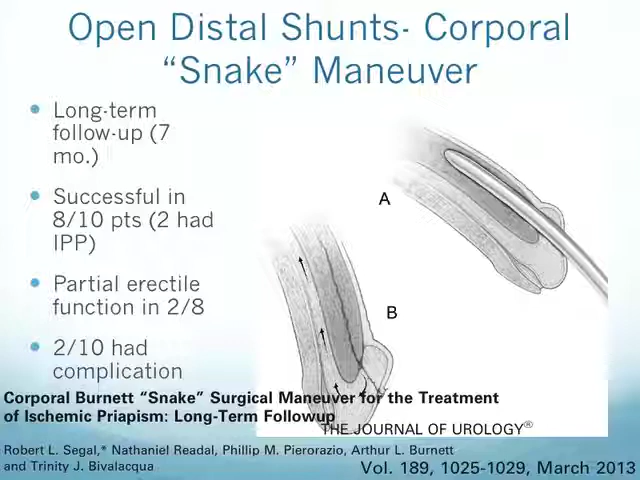 Open Distal Shunts- Corporal
“Snake” Maneuver
Long-term
follow-up (7
mo.)
Successful in
8/10 pts (2 had
IPP)
Partial erectile
function in 2/8
2/10 had
complication
A
B
Corporal Burnett “Snake” Surgical Maneuver for the Treatment
of Ischemic Priapism: Long-Term Followup
THE JOURNAL OF UROLOGY®
Robert L. Segal,* Nathaniel Readal, Phillip M. Pierorazio, Arthur L. Burnett
and Trinity J. Bivalacqua
Vol. 189, 1025-1029, March 2013